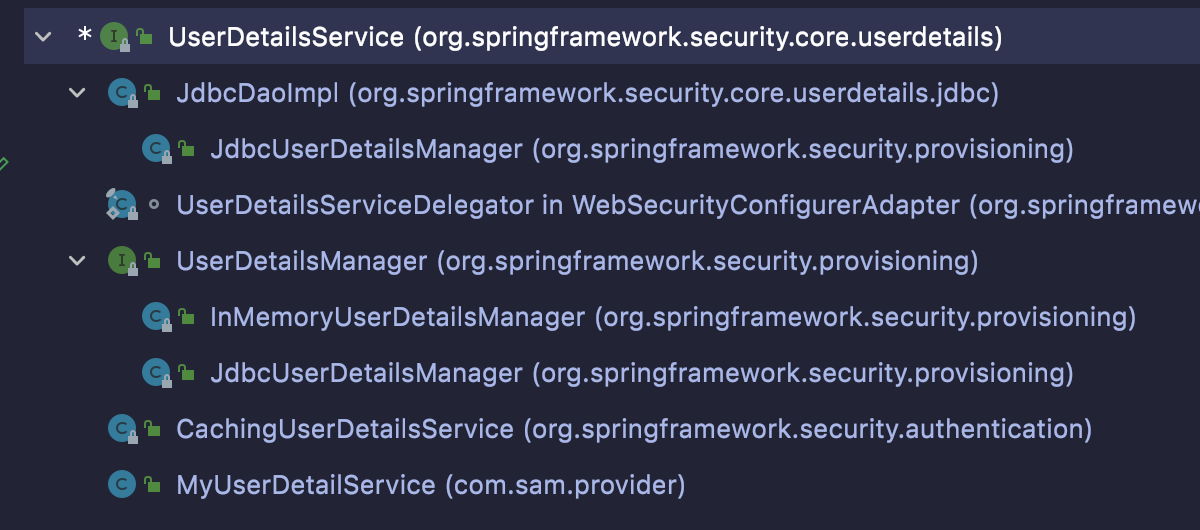 * UserDetailsService (org.springframework.security.core.userdetails)
JdbcDaoImpl (org.springframework.security.core.userdetails.jdbc)
JdbcUserDetailsManager (org.springframework.security.provisioning)
UserDetailsServiceDelegator in WebSecurityConfigurerAdapter (org.springframew
UserDetailsManager (org.springframework.security.provisioning)
InMemoryUserDetailsManager (org.springframework.security.provisioning)
JdbcUserDetailsManager (org.springframework.security.provisioning)
CachingUserDetailsService (org.springframework.security.authentication)
MyUserDetailService (com.sam.provider)